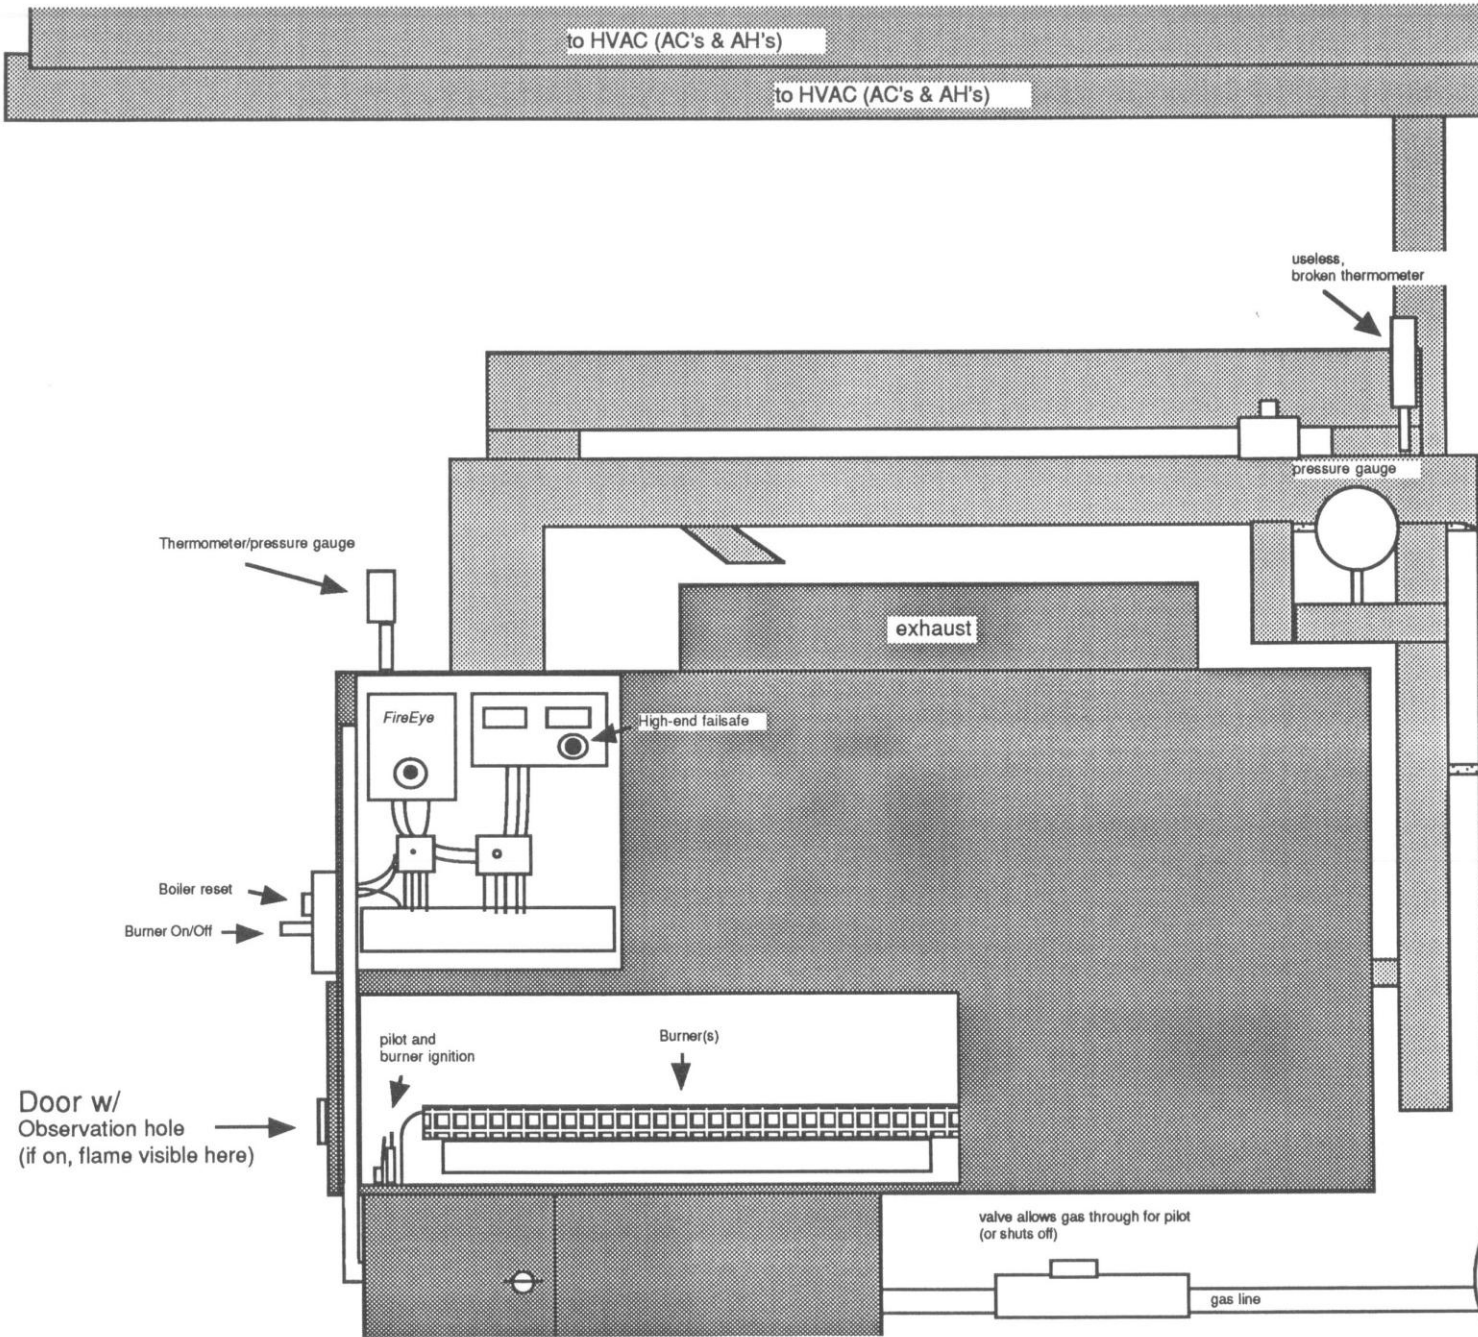 to HVAC (AC's & AH's)
to HVAC (AC's & AH's)
useless,
broken thermometer
pressure gauge
Thermometer/pressure gauge
exhaust
FireEye
High-end failsafe
Boiler reset
Burner On/Off
pilot and
burner ignition
Burner(s)
Door w/
Observation hole
(if on, flame visible here)
valve allows gas through for pilot
(or shuts off)
gas line